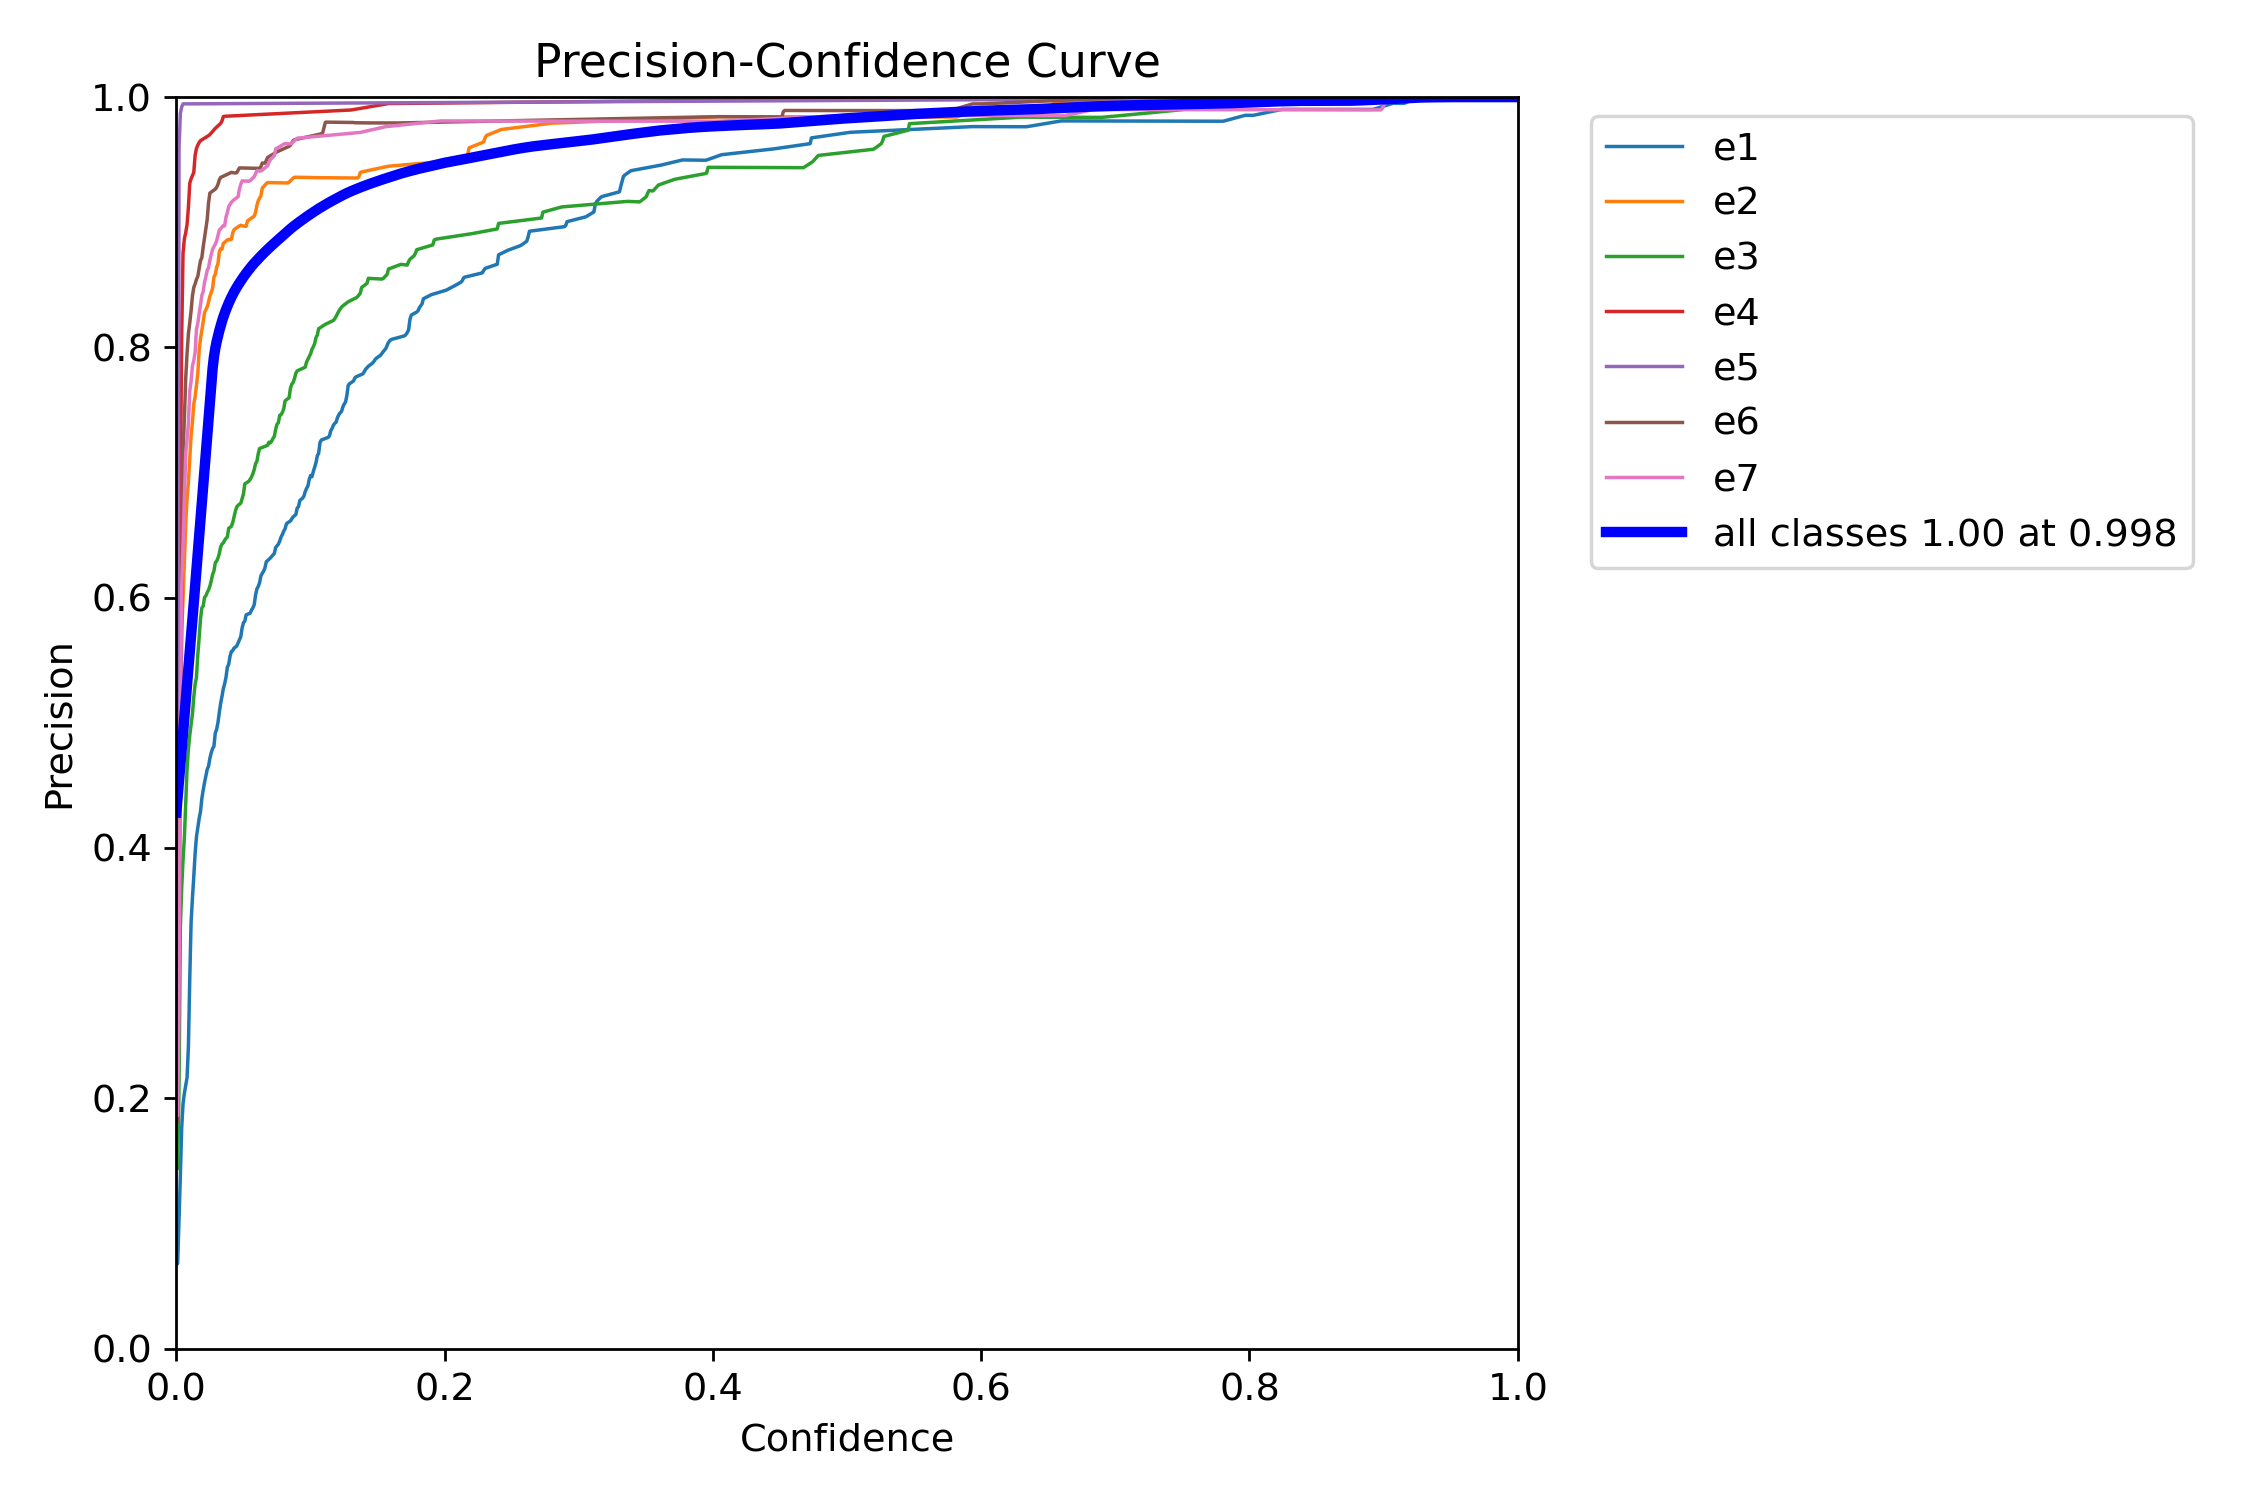 Precision-Confidence Curve
1.0
0.8
0.6
0.4
0.2
0.0
Precision
0.0 0.2 0.4 0.6 0.8 1.0
Confidence
e1
e2
e3
e4
e5
e6
e7
all classes 1.00 at 0.998